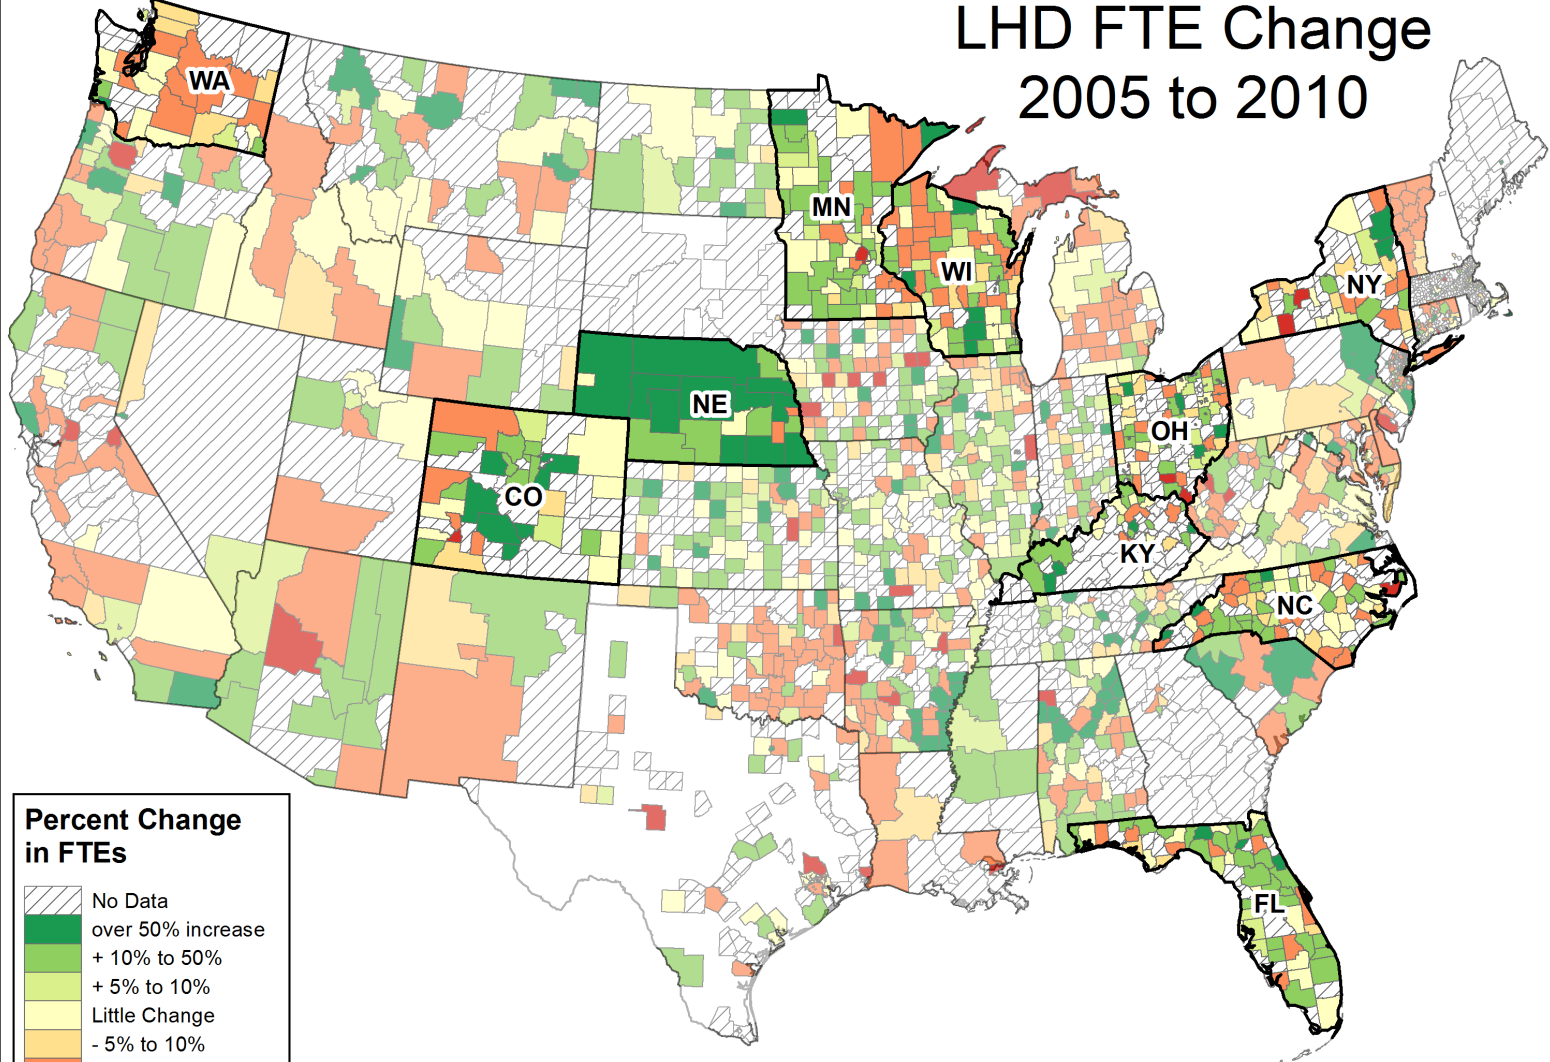 LHD FTE Change
2005 to 2010
WA
MN
WI
NY
NE
OH
CO
KY
NC
FL
Percent Change
in FTEs
No Data
over 50% increase
+ 10% to 50%
+ 5% to 10%
Little Change
- 5% to 10%